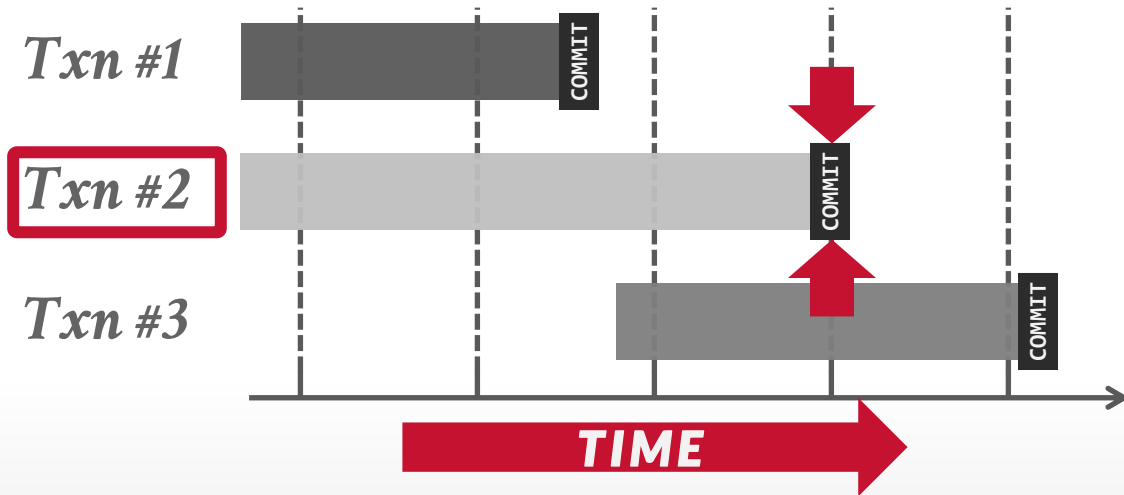 Txn #1
COMMIT
Txn #2
COMMIT
Txn #3
COMMIT
TIME